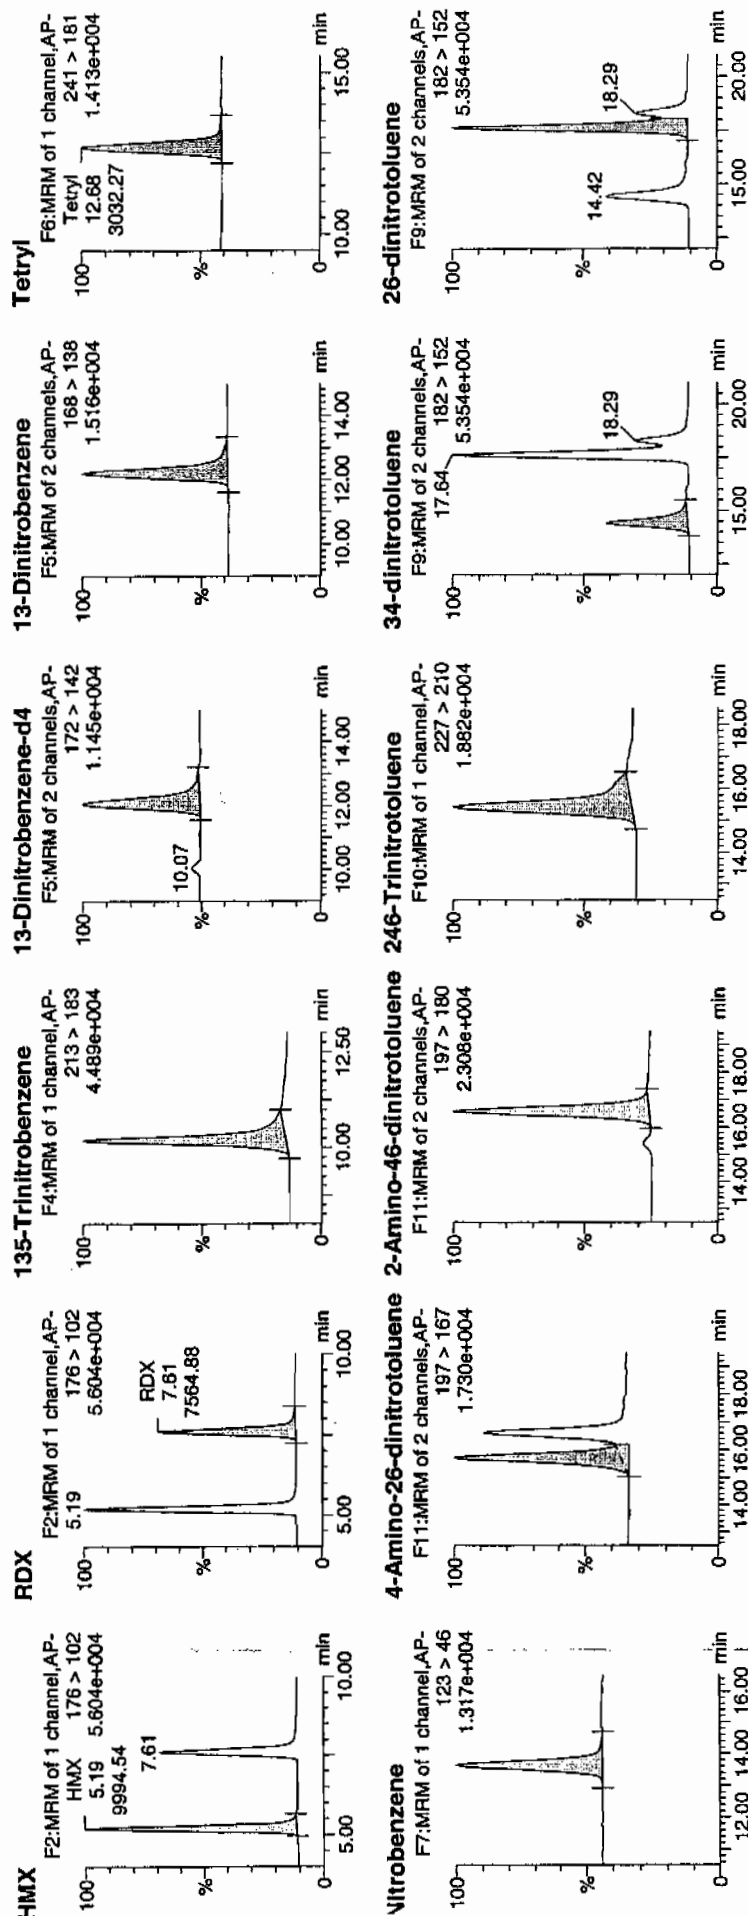 HMX
F2:MRM of 1 channel,AP-
176 > 102
5.604e+004
HMX
5.19
9994.54
7.61
100
%
0
5.00
10.00
min
RDX
F2:MRM of 1 channel,AP-
176 > 102
5.604e+004
5.19
RDX
7.61
7564.88
100
%
0
5.00
10.00
min
135-Trinitrobenzene
F4:MRM of 1 channel,AP-
213 > 183
4.489e+004
100
%
0
10.00
12.50
min
13-Dinitrobenzene-d4
F5:MRM of 2 channels,AP-
172 > 142
1.145e+004
10.07
100
%
0
10.00
12.00
14.00
min
13-Dinitrobenzene
F5:MRM of 2 channels,AP-
168 > 138
1.516e+004
100
%
0
10.00
12.00
14.00
min
Tetryl
F6:MRM of 1 channel,AP-
241 > 181
1.413e+004
Tetryl
12.68
3032.27
100
%
0
10.00
15.00
min
Nitrobenzene
F7:MRM of 1 channel,AP-
123 > 46
1.317e+004
100
%
0
12.00
14.00
16.00
min
4-Amino-26-dinitrotoluene
F11:MRM of 2 channels,AP-
197 > 167
1.730e+004
100
%
0
14.00
16.00
18.00
min
2-Amino-46-dinitrotoluene
F11:MRM of 2 channels,AP-
197 > 180
2.308e+004
100
%
0
14.00
16.00
18.00
min
246-Trinitrotoluene
F10:MRM of 1 channel,AP-
227 > 210
1.882e+004
100
%
0
14.00
16.00
18.00
min
34-dinitrotoluene
F9:MRM of 2 channels,AP-
182 > 152
5.354e+004
17.64
18.29
100
%
0
15.00
20.00
min
26-dinitrotoluene
F9:MRM of 2 channels,AP-
182 > 152
5.354e+004
14.42
18.29
100
%
0
15.00
20.00
min